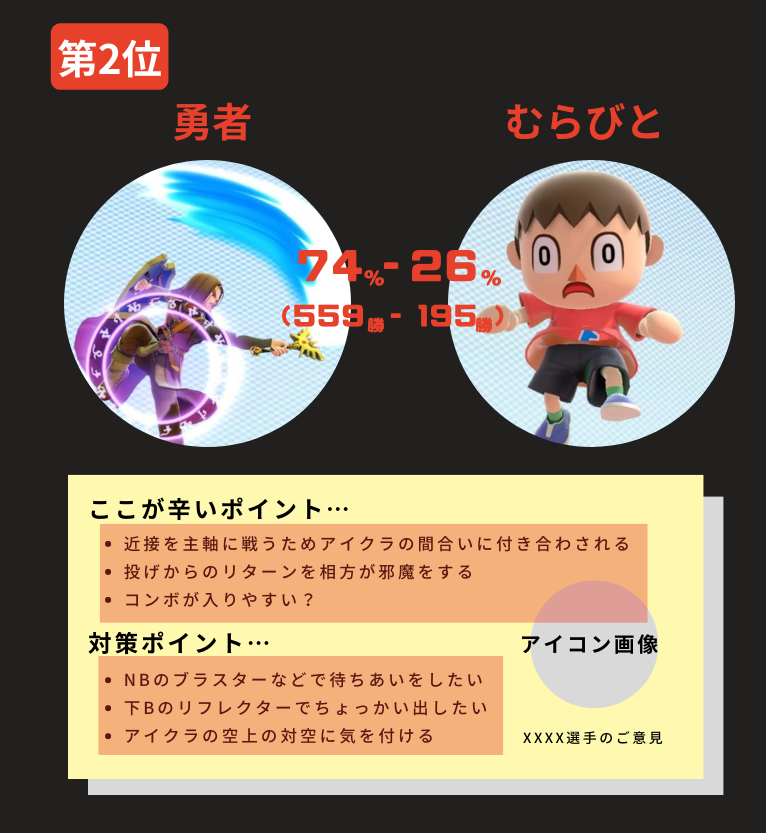 第2位
勇者 むらびと
74%- 26%
(559勝 - 195勝)
ここが辛いポイント…
• 近接を主軸に戦うためアイクラの間合いに付き合わされる
• 投げからのリターンを相方が邪魔をする
• コンボが入りやすい？
対策ポイント…
アイコン画像
• NBのブラスターなどで待ちあいをしたい
• 下Bのリフレクターでちょっかい出したい
• アイクラの空上の対空に気を付ける
XXXX選手のご意見